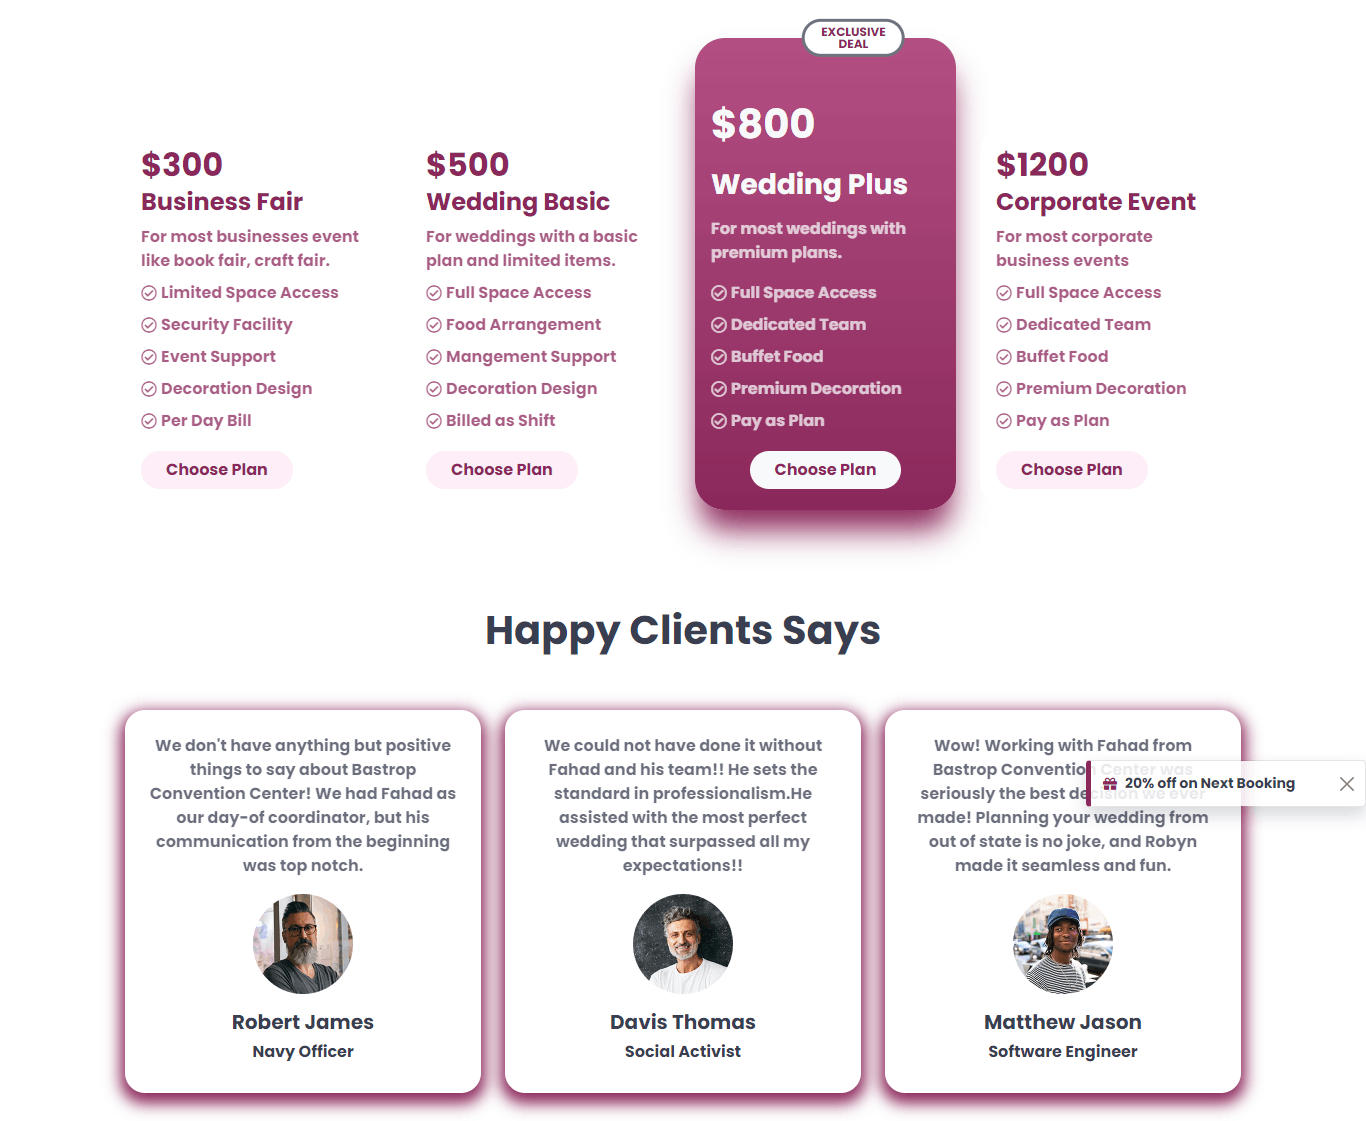 $300
Business Fair
For most businesses event
like book fair, craft fair.
Limited Space Access
Security Facility
Event Support
Decoration Design
Per Day Bill
Choose Plan
$500
Wedding Basic
For weddings with a basic
plan and limited items.
Full Space Access
Food Arrangement
Mangement Support
Decoration Design
Billed as Shift
Choose Plan
EXCLUSIVE
DEAL
$800
Wedding Plus
For most weddings with
premium plans.
Full Space Access
Dedicated Team
Buffet Food
Premium Decoration
Pay as Plan
Choose Plan
$1200
Corporate Event
For most corporate
business events
Full Space Access
Dedicated Team
Buffet Food
Premium Decoration
Pay as Plan
Choose Plan
Happy Clients Says
We don't have anything but positive
things to say about Bastrop
Convention Center! We had Fahad as
our day-of coordinator, but his
communication from the beginning
was top notch.
Robert James
Navy Officer
We could not have done it without
Fahad and his team!! He sets the
standard in professionalism.He
assisted with the most perfect
wedding that surpassed all my
expectations!!
Davis Thomas
Social Activist
Wow! Working with Fahad from
Bastrop Convention Center was
seriously the best decision we ever
made! Planning your wedding from
out of state is no joke, and Robyn
made it seamless and fun.
Matthew Jason
Software Engineer
20% off on Next Booking